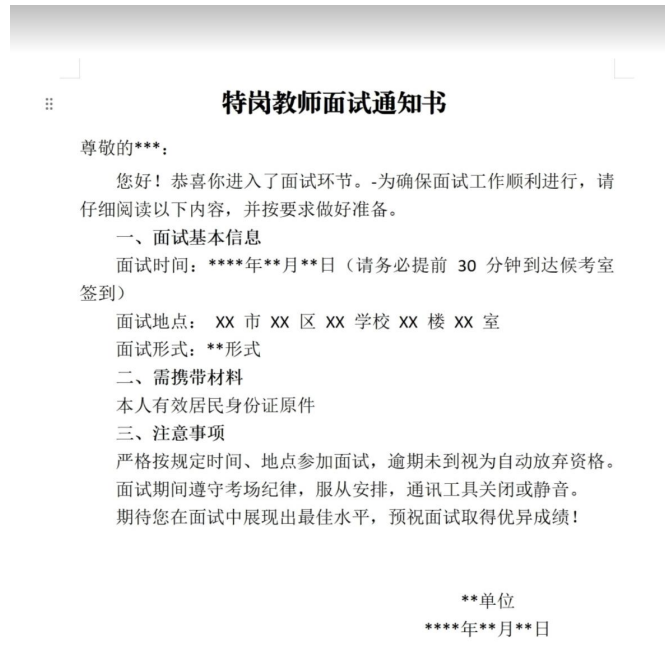 特岗教师面试通知书
尊敬的***：
您好！恭喜你进入了面试环节。-为确保面试工作顺利进行，请
仔细阅读以下内容，并按要求做好准备。
一、面试基本信息
面试时间：****年**月**日（请务必提前 30 分钟到达候考室
签到）
面试地点： XX 市 XX 区 XX 学校 XX 楼 XX 室
面试形式：**形式
二、需携带材料
本人有效居民身份证原件
三、注意事项
严格按规定时间、地点参加面试，逾期未到视为自动放弃资格。
面试期间遵守考场纪律，服从安排，通讯工具关闭或静音。
期待您在面试中展现出最佳水平，预祝面试取得优异成绩！
**单位
****年**月**日